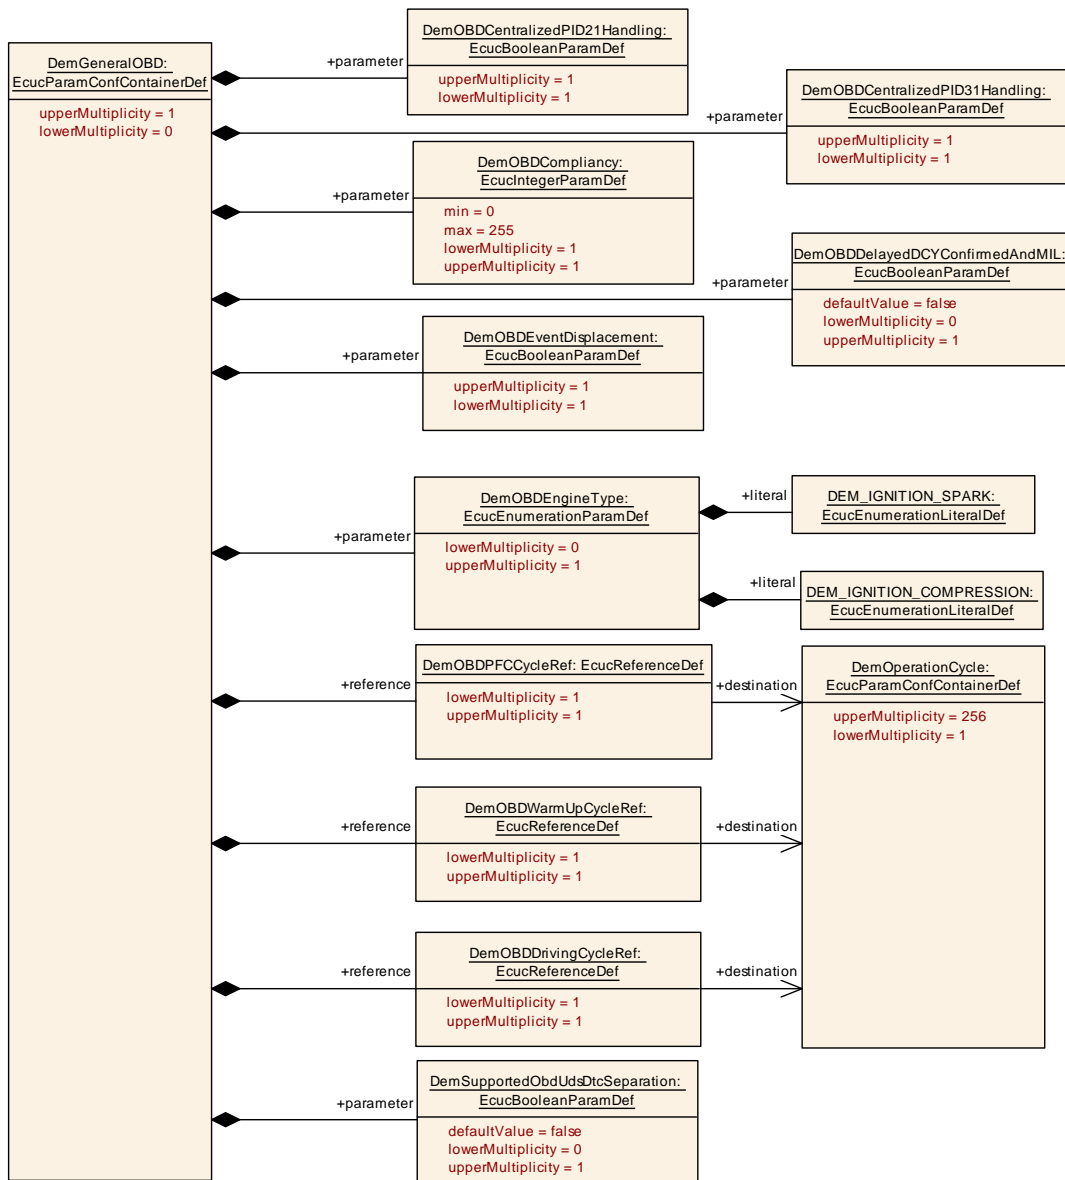 DemGeneralOBD:
EcucParamConfContainerDef
upperMultiplicity = 1
lowerMultiplicity = 0
+parameter
DemOBDCentralizedPID21Handling:
EcucBooleanParamDef
upperMultiplicity = 1
lowerMultiplicity = 1
+parameter
DemOBDCentralizedPID31Handling:
EcucBooleanParamDef
upperMultiplicity = 1
lowerMultiplicity = 1
+parameter
DemOBDCompliancy:
EcucIntegerParamDef
min = 0
max = 255
lowerMultiplicity = 1
upperMultiplicity = 1
+parameter
DemOBDDelayedDCYConfirmedAndMIL:
EcucBooleanParamDef
defaultValue = false
lowerMultiplicity = 0
upperMultiplicity = 1
+parameter
DemOBDEventDisplacement:
EcucBooleanParamDef
upperMultiplicity = 1
lowerMultiplicity = 1
+parameter
DemOBDEngineType:
EcucEnumerationParamDef
lowerMultiplicity = 0
upperMultiplicity = 1
+literal
DEM_IGNITION_SPARK:
EcucEnumerationLiteralDef
+literal
DEM_IGNITION_COMPRESSION:
EcucEnumerationLiteralDef
+reference
DemOBDPFCCycleRef: EcucReferenceDef
lowerMultiplicity = 1
upperMultiplicity = 1
+destination
DemOperationCycle:
EcucParamConfContainerDef
upperMultiplicity = 256
lowerMultiplicity = 1
+reference
DemOBDWarmUpCycleRef:
EcucReferenceDef
lowerMultiplicity = 1
upperMultiplicity = 1
+destination
+reference
DemOBDDrivingCycleRef:
EcucReferenceDef
lowerMultiplicity = 1
upperMultiplicity = 1
+destination
+parameter
DemSupportedObdUdsDtcSeparation:
EcucBooleanParamDef
defaultValue = false
lowerMultiplicity = 0
upperMultiplicity = 1